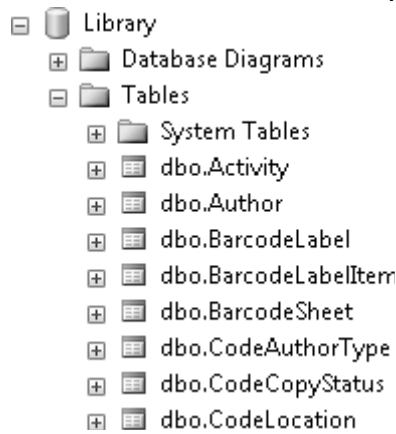 Library
Database Diagrams
Tables
System Tables
dbo.Activity
dbo.Author
dbo.BarcodeLabel
dbo.BarcodeLabelItem
dbo.BarcodeSheet
dbo.CodeAuthorType
dbo.CodeCopyStatus
dbo.CodeLocation